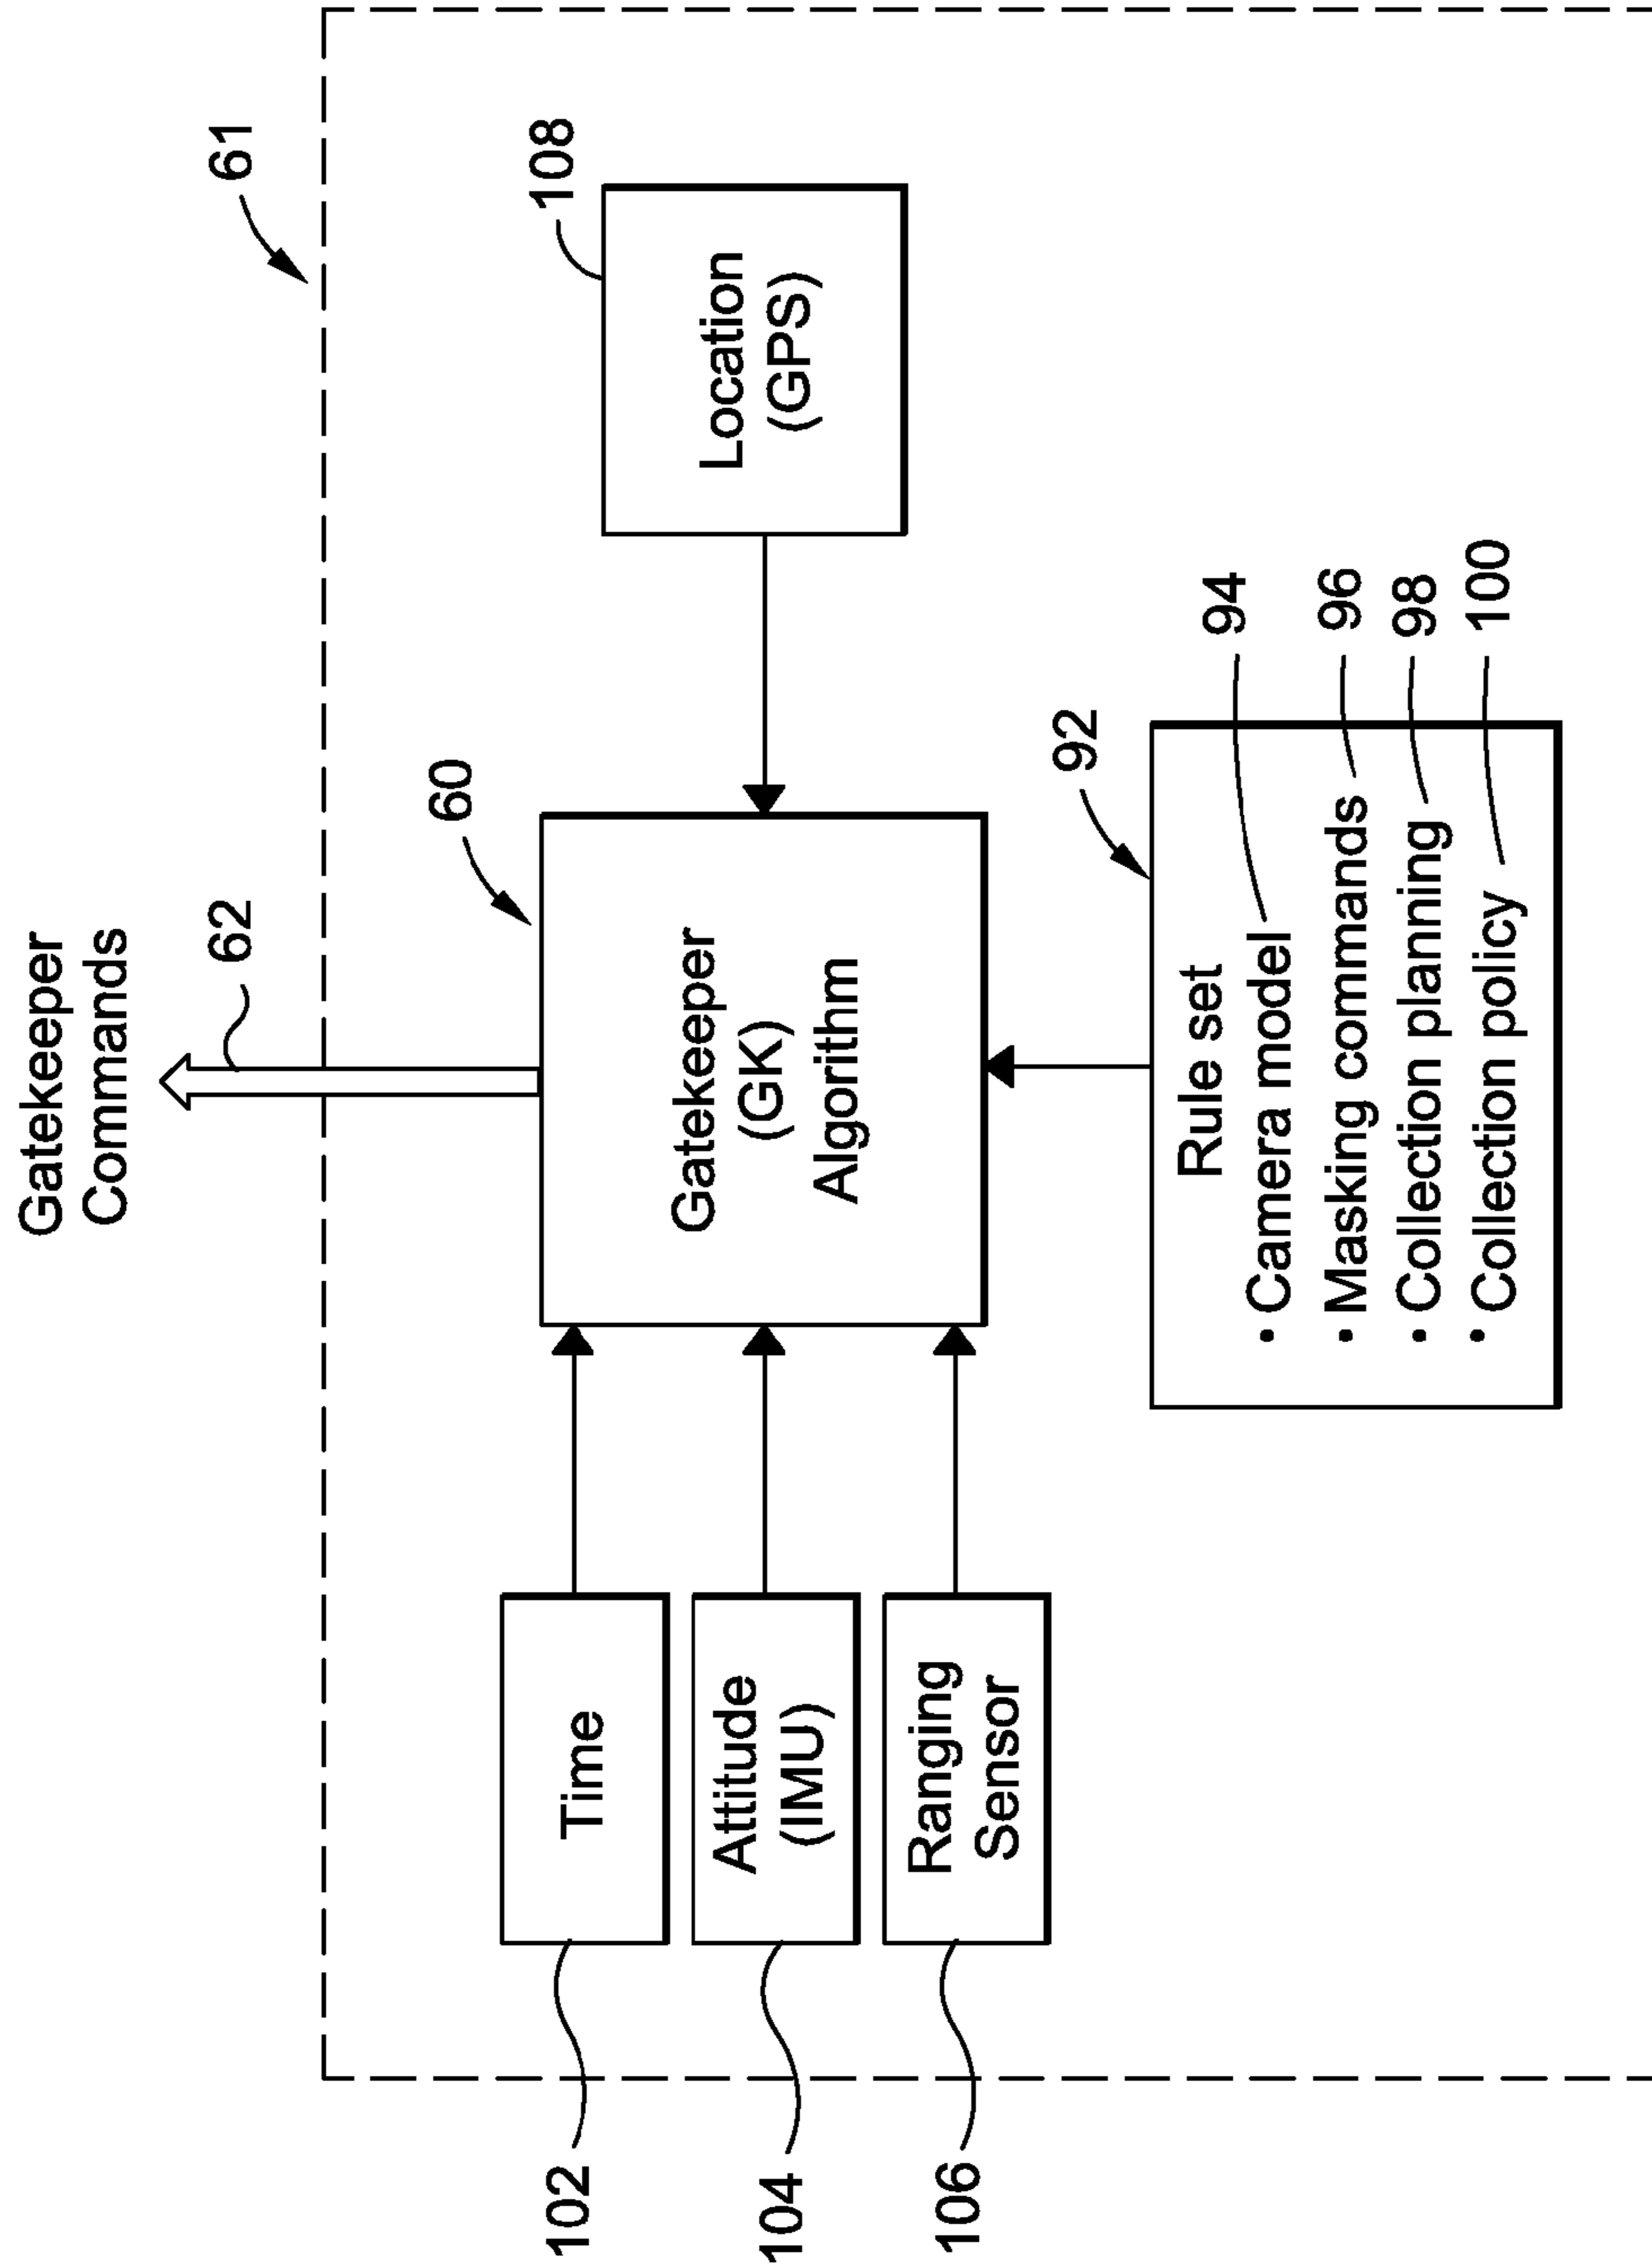 Gatekeeper
Commands
62
61
60
Gatekeeper
(GK)
Algorithm
102
Time
104
Attitude
(IMU)
106
Ranging
Sensor
108
Location
(GPS)
92
Rule set
• Camera model
94
• Masking commands
96
• Collection planning
98
• Collection policy
100